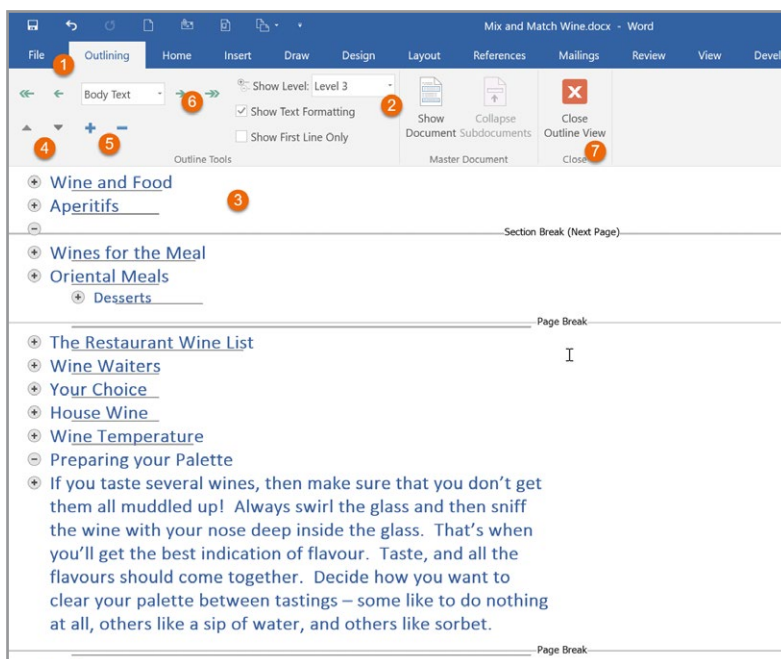 Mix and Match Wine.docx - Word
File Outlining Home Insert Draw Design Layout References Mailings Review View Devel
1
Body Text
6
Show Level: Level 3
2
Show Text Formatting
Show First Line Only
4
5
Outline Tools
Show
Document
Collapse
Subdocuments
Master Document
Close
Outline View
7
Close
Wine and Food
Aperitifs
3
Section Break (Next Page)
Wines for the Meal
Oriental Meals
Desserts
Page Break
The Restaurant Wine List
Wine Waiters
Your Choice
House Wine
Wine Temperature
Preparing your Palette
If you taste several wines, then make sure that you don't get
them all muddled up! Always swirl the glass and then sniff
the wine with your nose deep inside the glass. That's when
you'll get the best indication of flavour. Taste, and all the
flavours should come together. Decide how you want to
clear your palette between tastings – some like to do nothing
at all, others like a sip of water, and others like sorbet.
Page Break